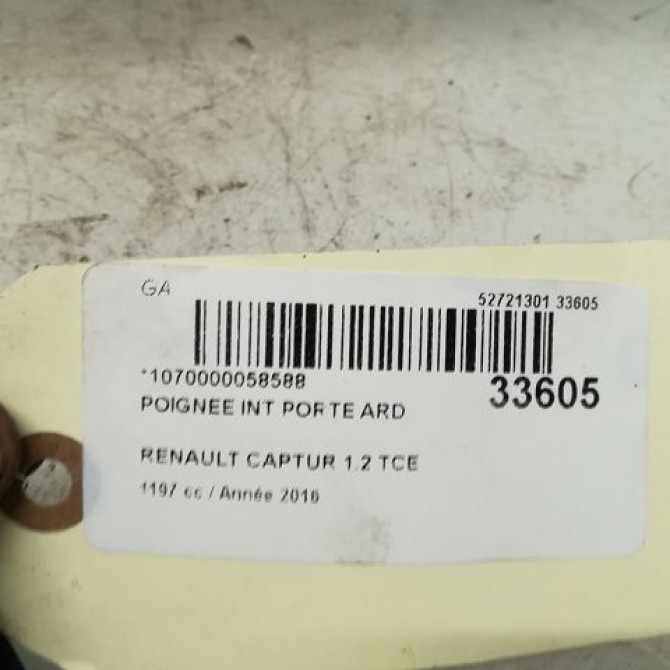 GA
52721301 33605
*1070000058588
33605
POIGNEE INT PORTE ARD
RENAULT CAPTUR 1.2 TCE
1197 cc / Année 2016